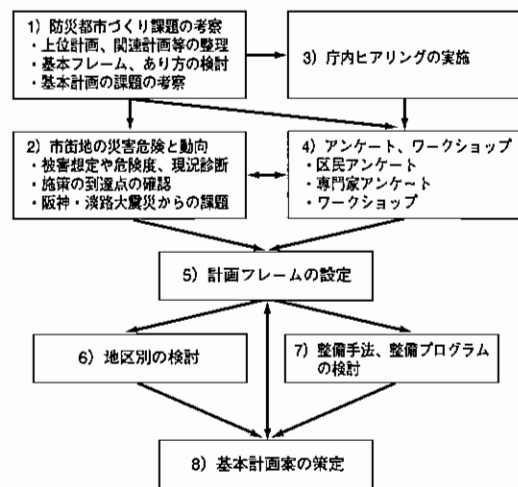 1）防災都市づくり課題の考察
・上位計画、関連計画等の整理
・基本フレーム、あり方の検討
・基本計画の課題の考察
3）庁内ヒアリングの実施
2）市街地の災害危険と動向
・被害想定や危険度、現況診断
・施策の到達点の確認
・阪神・淡路大震災からの課題
4）アンケート、ワークショップ
・区民アンケート
・専門家アンケート
・ワークショップ
5）計画フレームの設定
6）地区別の検討
7）整備手法、整備プログラム
の検討
8）基本計画案の策定